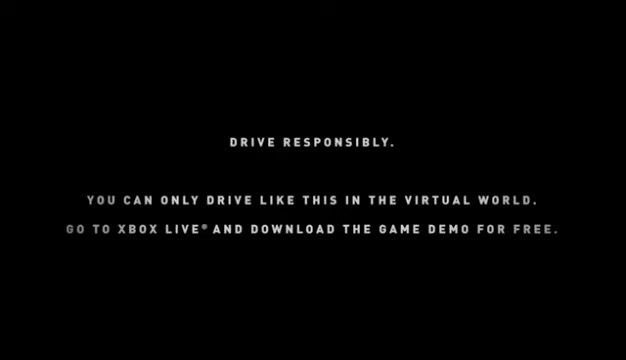 DRIVE RESPONSIBLY.
YOU CAN ONLY DRIVE LIKE THIS IN THE VIRTUAL WORLD.
GO TO XBOX LIVE® AND DOWNLOAD THE GAME DEMO FOR FREE.